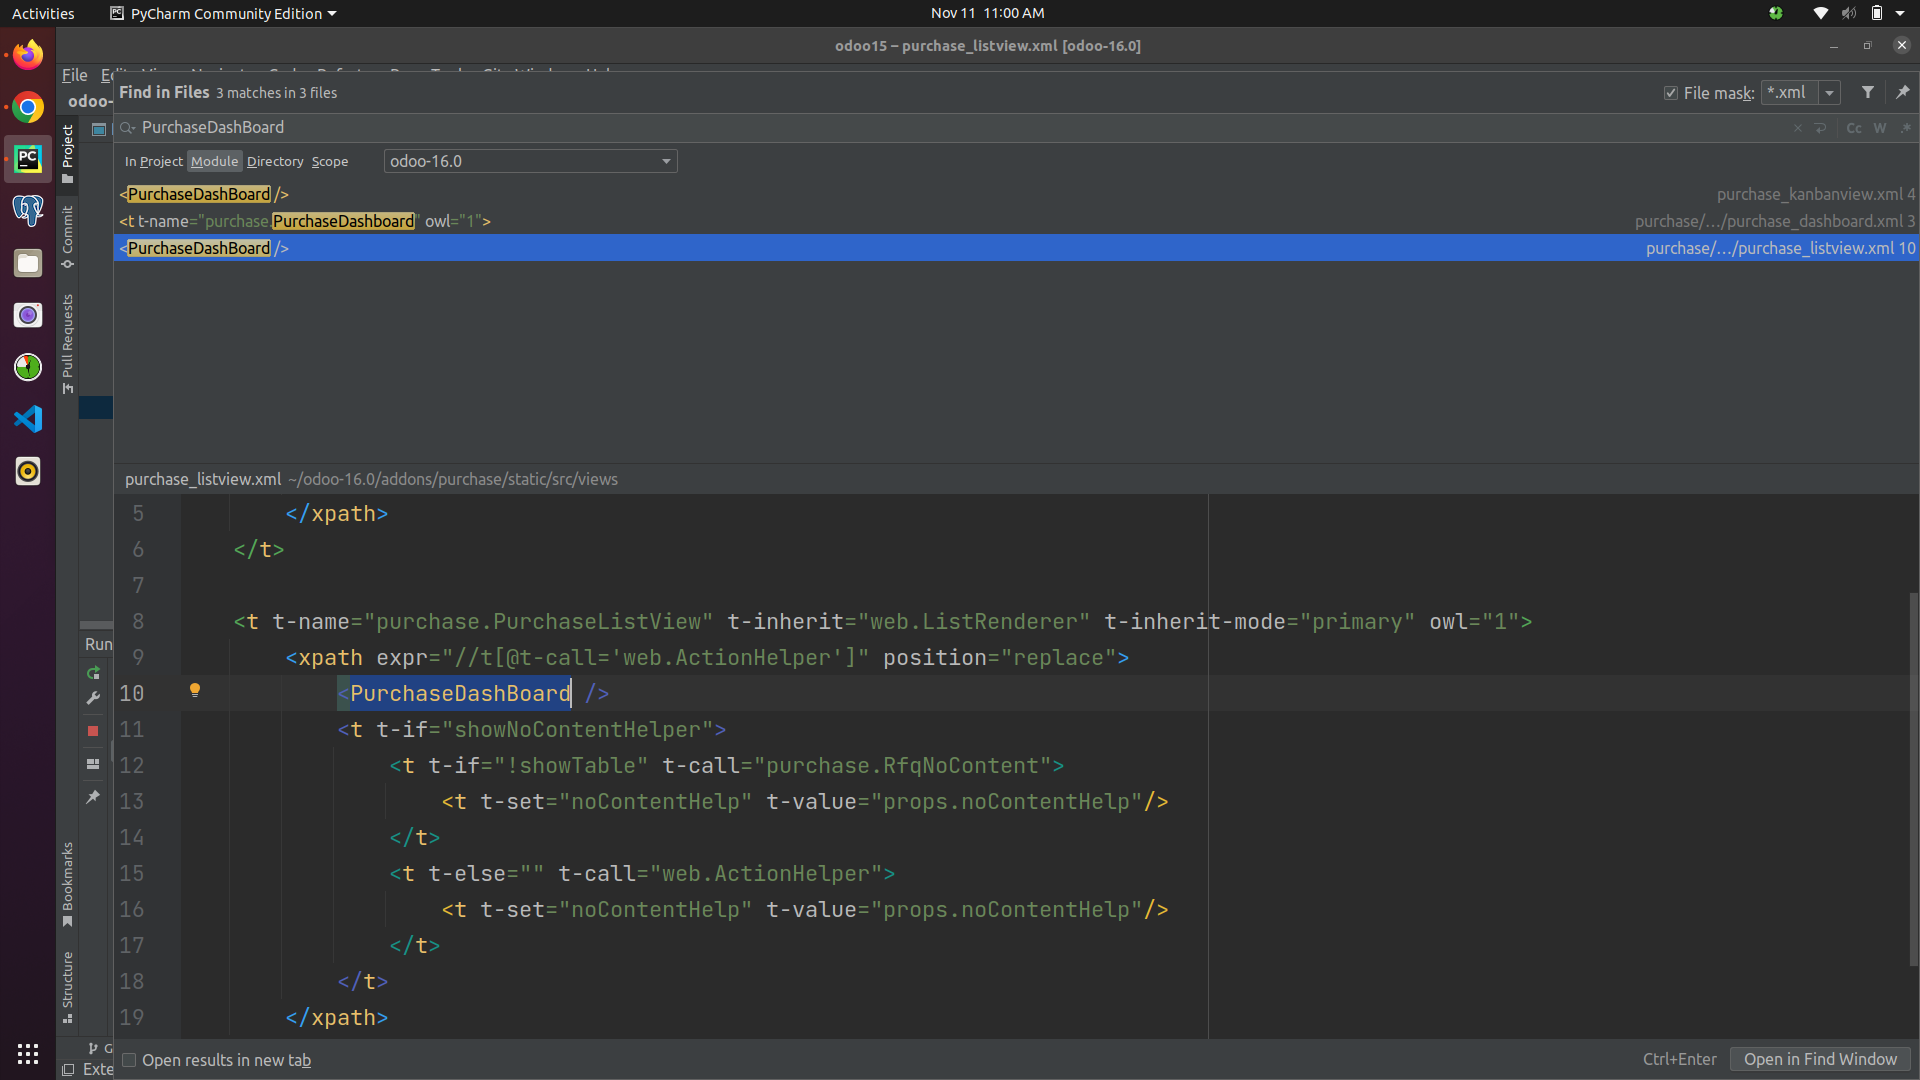 Activities
PyCharm Community Edition
Nov 11 11:00 AM
odoo15 – purchase_listview.xml [odoo-16.0]
File
odoo-
Find in Files 3 matches in 3 files
File mask: *.xml
PurchaseDashBoard
Cc W .*
In Project Module Directory Scope odoo-16.0
<PurchaseDashBoard /> purchase_kanbanview.xml 4
<t t-name="purchase.PurchaseDashboard" owl="1"> purchase/…/purchase_dashboard.xml 3
<PurchaseDashBoard /> purchase/…/purchase_listview.xml 10
Project
Commit
Pull Requests
Bookmarks
Structure
Run
purchase_listview.xml ~/odoo-16.0/addons/purchase/static/src/views
5 </xpath>
6 </t>
7
8 <t t-name="purchase.PurchaseListView" t-inherit="web.ListRenderer" t-inherit-mode="primary" owl="1">
9 <xpath expr="//t[@t-call='web.ActionHelper']" position="replace">
10 <PurchaseDashBoard />
11 <t t-if="showNoContentHelper">
12 <t t-if="!showTable" t-call="purchase.RfqNoContent">
13 <t t-set="noContentHelp" t-value="props.noContentHelp"/>
14 </t>
15 <t t-else="" t-call="web.ActionHelper">
16 <t t-set="noContentHelp" t-value="props.noContentHelp"/>
17 </t>
18 </t>
19 </xpath>
G
Exte
Open results in new tab
Ctrl+Enter
Open in Find Window